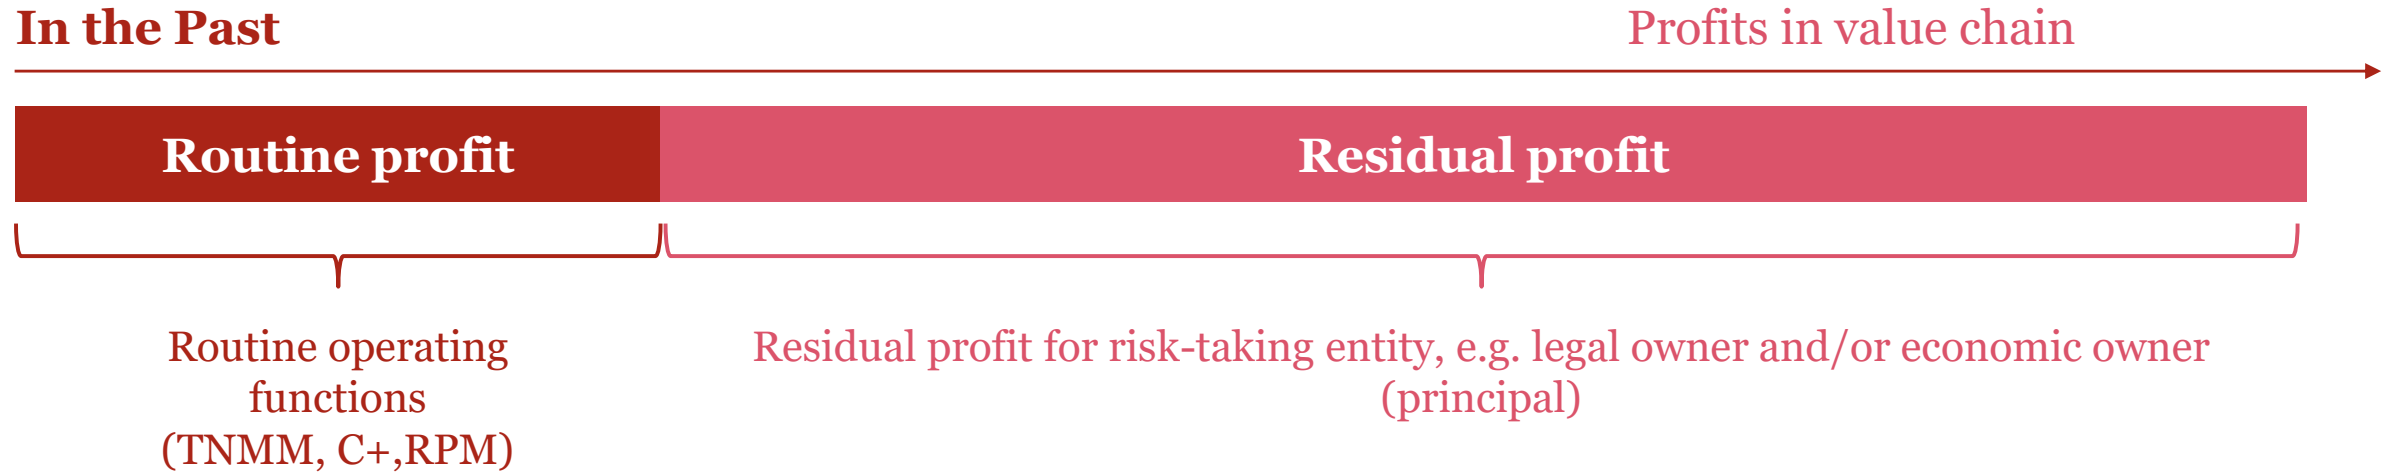 In the Past
Profits in value chain
Routine profit
Residual profit
Routine operating
functions
(TNMM, C+,RPM)
Residual profit for risk-taking entity, e.g. legal owner and/or economic owner
(principal)